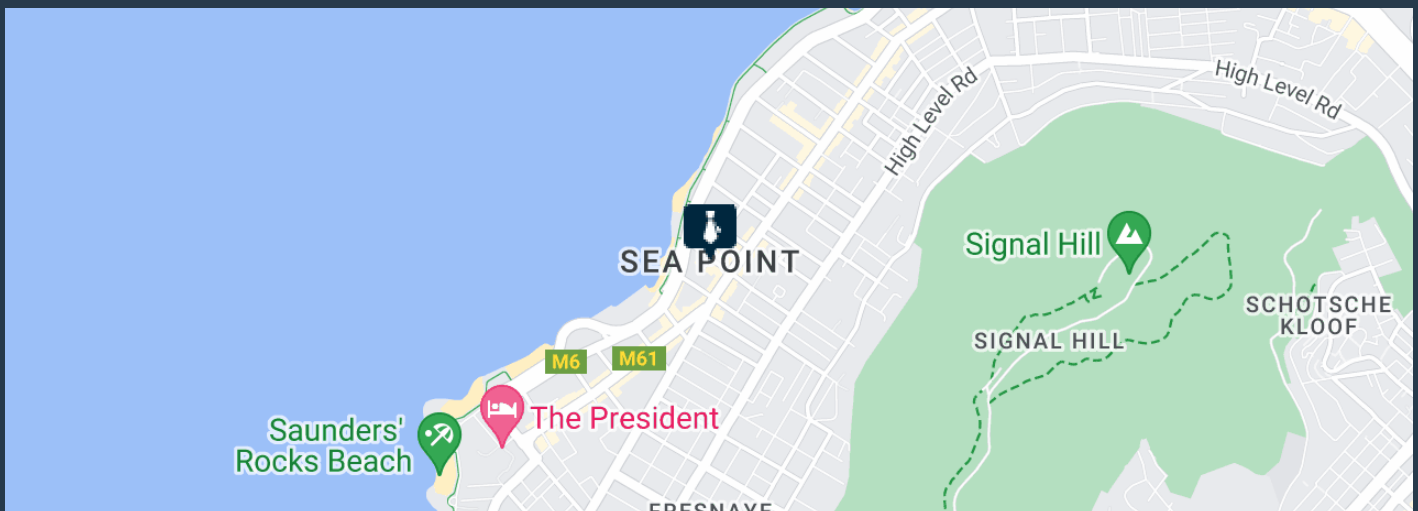 High Level Rd
High Level Rd
Signal Hill
SEA POINT
SCHOTSCHE
KLOOF
SIGNAL HILL
M6
M61
The President
Saunders'
Rocks Beach
FRESNAYE